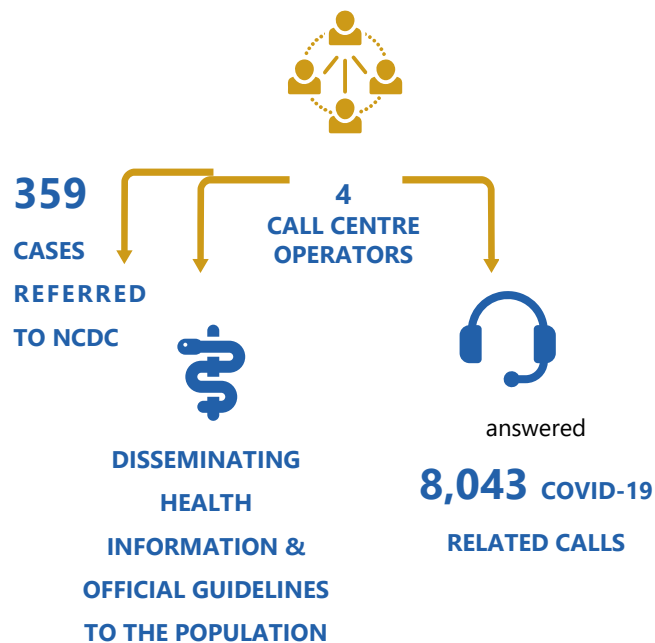 4
CALL CENTRE
OPERATORS
359
CASES
REFERRED
TO NCDC
DISSEMINATING
HEALTH
INFORMATION &
OFFICIAL GUIDELINES
TO THE POPULATION
answered
8,043 COVID-19
RELATED CALLS